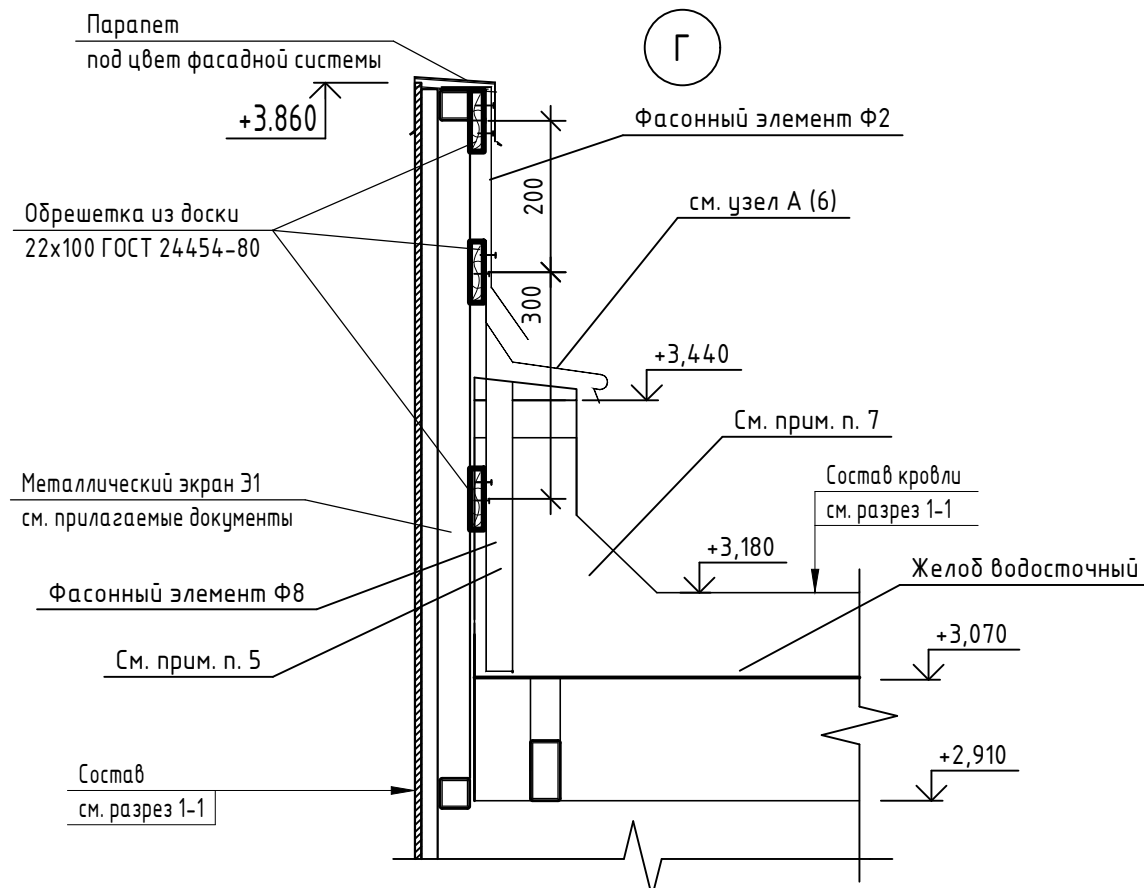 Парапет
под цвет фасадной системы
Г
+3.860
Фасонный элемент Ф2
200
см. узел А (6)
Обрешетка из доски
22х100 ГОСТ 24454-80
300
+3,440
См. прим. п. 7
Состав кровли
см. разрез 1-1
Металлический экран Э1
см. прилагаемые документы
+3,180
Желоб водосточный
Фасонный элемент Ф8
+3,070
См. прим. п. 5
+2,910
Состав
см. разрез 1-1